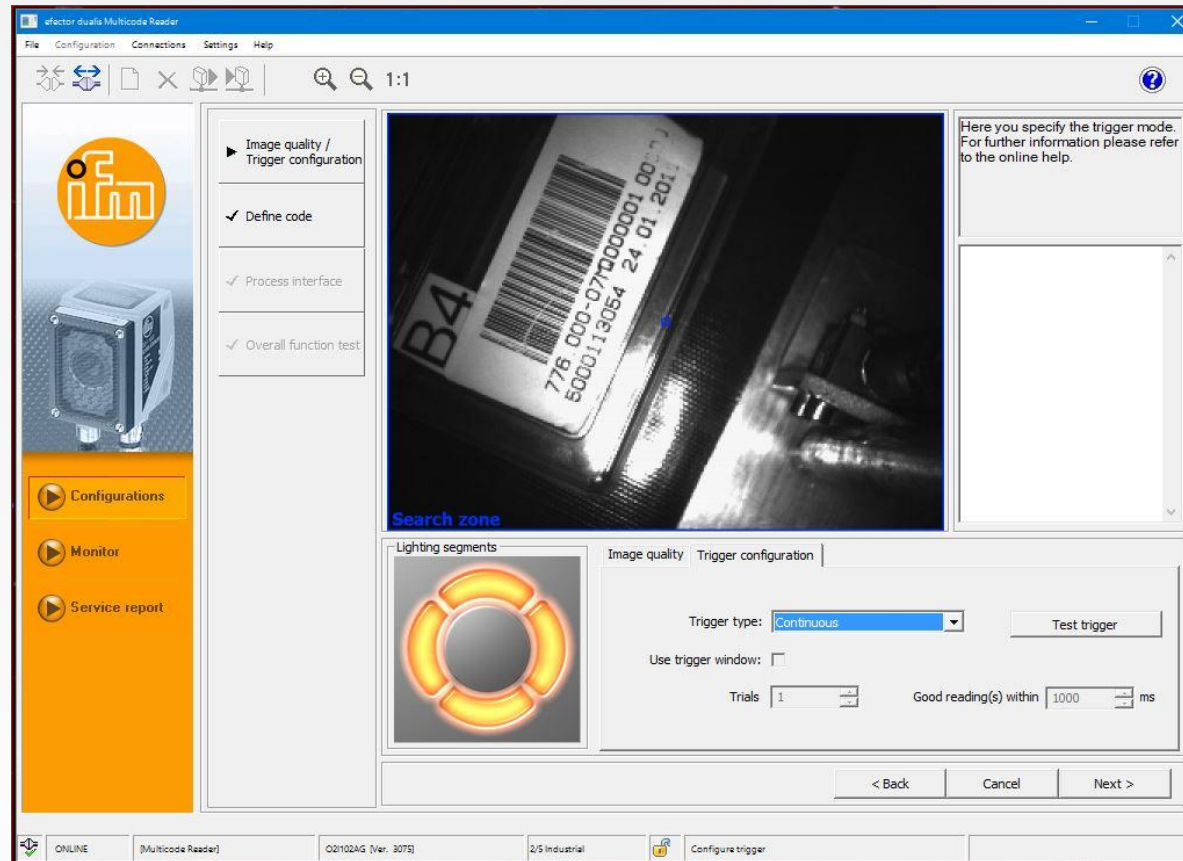 efector dualis Multicode Reader
File Configuration Connections Settings Help
1:1
ifm
Image quality /
Trigger configuration
Define code
Process interface
Overall function test
Configurations
Monitor
Service report
B4
776.000-07
5000113054 24.01.2011
Search zone
Here you specify the trigger mode.
For further information please refer
to the online help.
Lighting segments
Image quality Trigger configuration
Trigger type: Continuous Test trigger
Use trigger window:
Trials 1 Good reading(s) within 1000 ms
< Back Cancel Next >
ONLINE [Multicode Reader] O2I102AG [Ver. 3075] 2/5 Industrial Configure trigger